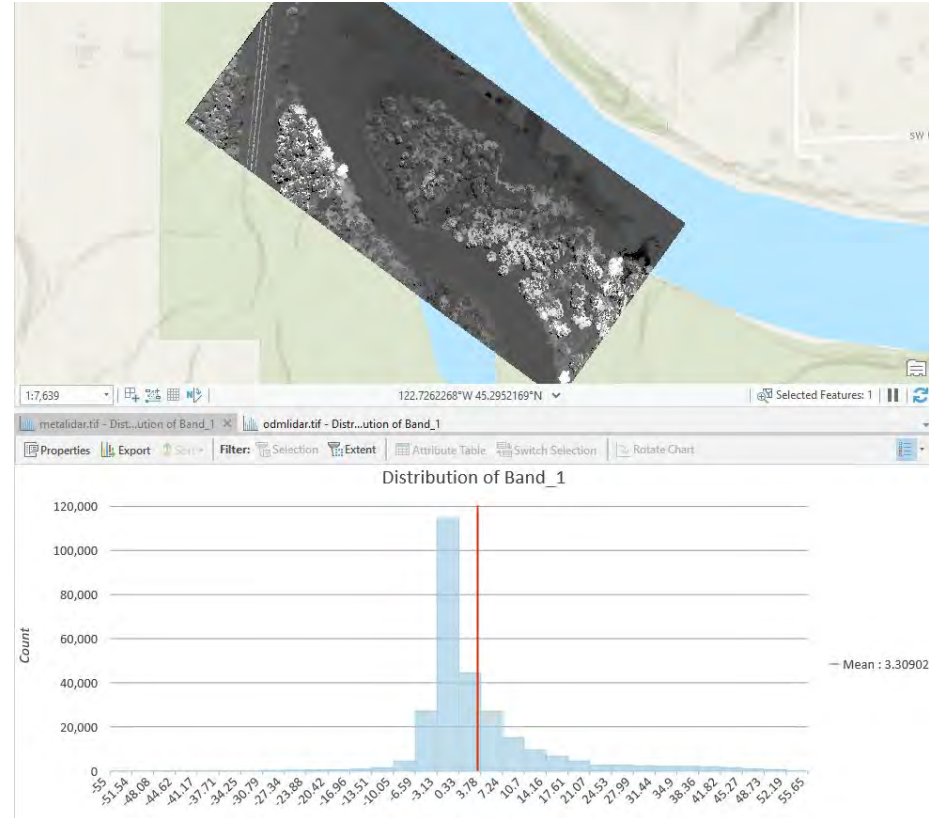 SW
1:7,639
122.7262268°W 45.2952169°N
Selected Features: 1
metalidar.tif - Dist...ution of Band_1
odmlidar.tif - Distr...ution of Band_1
Properties Export Sort Filter: Selection Extent Attribute Table Switch Selection Rotate Chart
Distribution of Band_1
120,000
100,000
80,000
60,000
40,000
20,000
0
Count
Mean : 3.30902
-55 -51.54 -48.08 -44.62 -41.17 -37.71 -34.25 -30.79 -27.34 -23.88 -20.42 -16.96 -13.51 -10.05 -6.59 -3.13 0.33 3.78 7.24 10.7 14.16 17.61 21.07 24.53 27.99 31.44 34.9 38.36 41.82 45.27 48.73 52.19 55.65